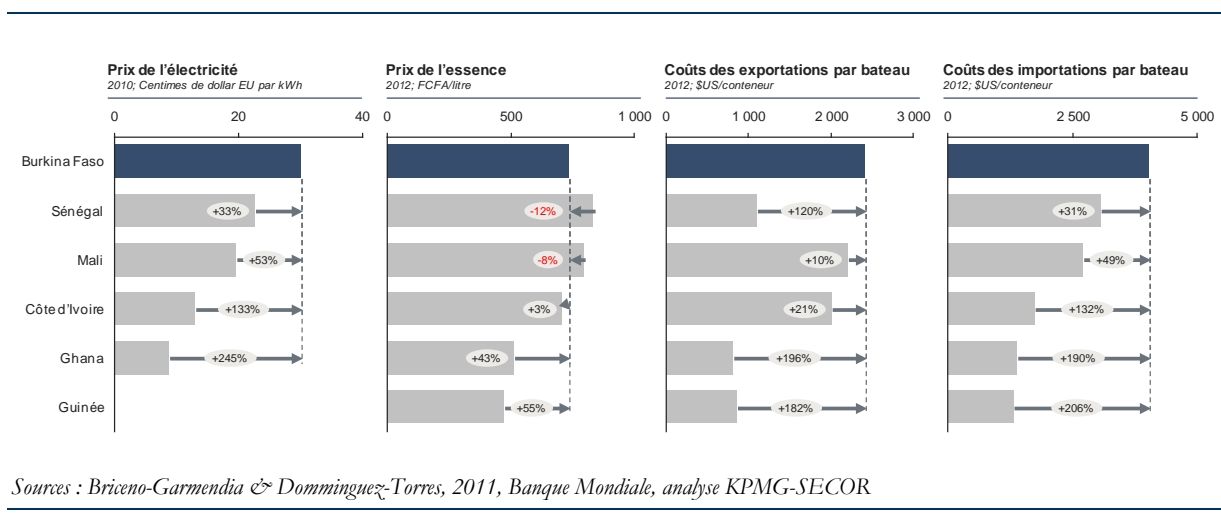 Prix de l'électricité
2010; Centimes de dollar EU par kWh
0 20 40
Prix de l'essence
2012; FCFA/litre
0 500 1 000
Coûts des exportations par bateau
2012; $US/conteneur
0 1 000 2 000 3 000
Coûts des importations par bateau
2012; $US/conteneur
0 2 500 5 000
Burkina Faso
Sénégal +33% -12% +120% +31%
Mali +53% -8% +10% +49%
Côte d'Ivoire +133% +3% +21% +132%
Ghana +245% +43% +196% +190%
Guinée +55% +182% +206%
Sources : Briceno-Garmendia & Domminguez-Torres, 2011, Banque Mondiale, analyse KPMG-SECOR